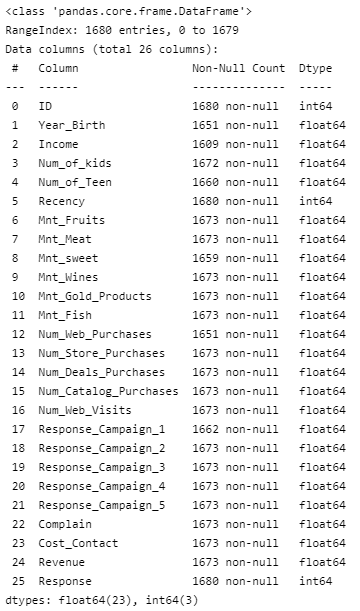 <class 'pandas.core.frame.DataFrame'>
RangeIndex: 1680 entries, 0 to 1679
Data columns (total 26 columns):
 #   Column                 Non-Null Count  Dtype
---  ------                 --------------  -----
 0   ID                     1680 non-null   int64
 1   Year_Birth             1651 non-null   float64
 2   Income                 1609 non-null   float64
 3   Num_of_kids            1672 non-null   float64
 4   Num_of_Teen            1660 non-null   float64
 5   Recency                1680 non-null   int64
 6   Mnt_Fruits             1673 non-null   float64
 7   Mnt_Meat               1673 non-null   float64
 8   Mnt_sweet              1659 non-null   float64
 9   Mnt_Wines              1673 non-null   float64
 10  Mnt_Gold_Products      1673 non-null   float64
 11  Mnt_Fish               1673 non-null   float64
 12  Num_Web_Purchases      1651 non-null   float64
 13  Num_Store_Purchases    1673 non-null   float64
 14  Num_Deals_Purchases    1673 non-null   float64
 15  Num_Catalog_Purchases  1673 non-null   float64
 16  Num_Web_Visits         1673 non-null   float64
 17  Response_Campaign_1    1662 non-null   float64
 18  Response_Campaign_2    1673 non-null   float64
 19  Response_Campaign_3    1673 non-null   float64
 20  Response_Campaign_4    1673 non-null   float64
 21  Response_Campaign_5    1673 non-null   float64
 22  Complain               1673 non-null   float64
 23  Cost_Contact           1673 non-null   float64
 24  Revenue                1673 non-null   float64
 25  Response               1680 non-null   int64
dtypes: float64(23), int64(3)